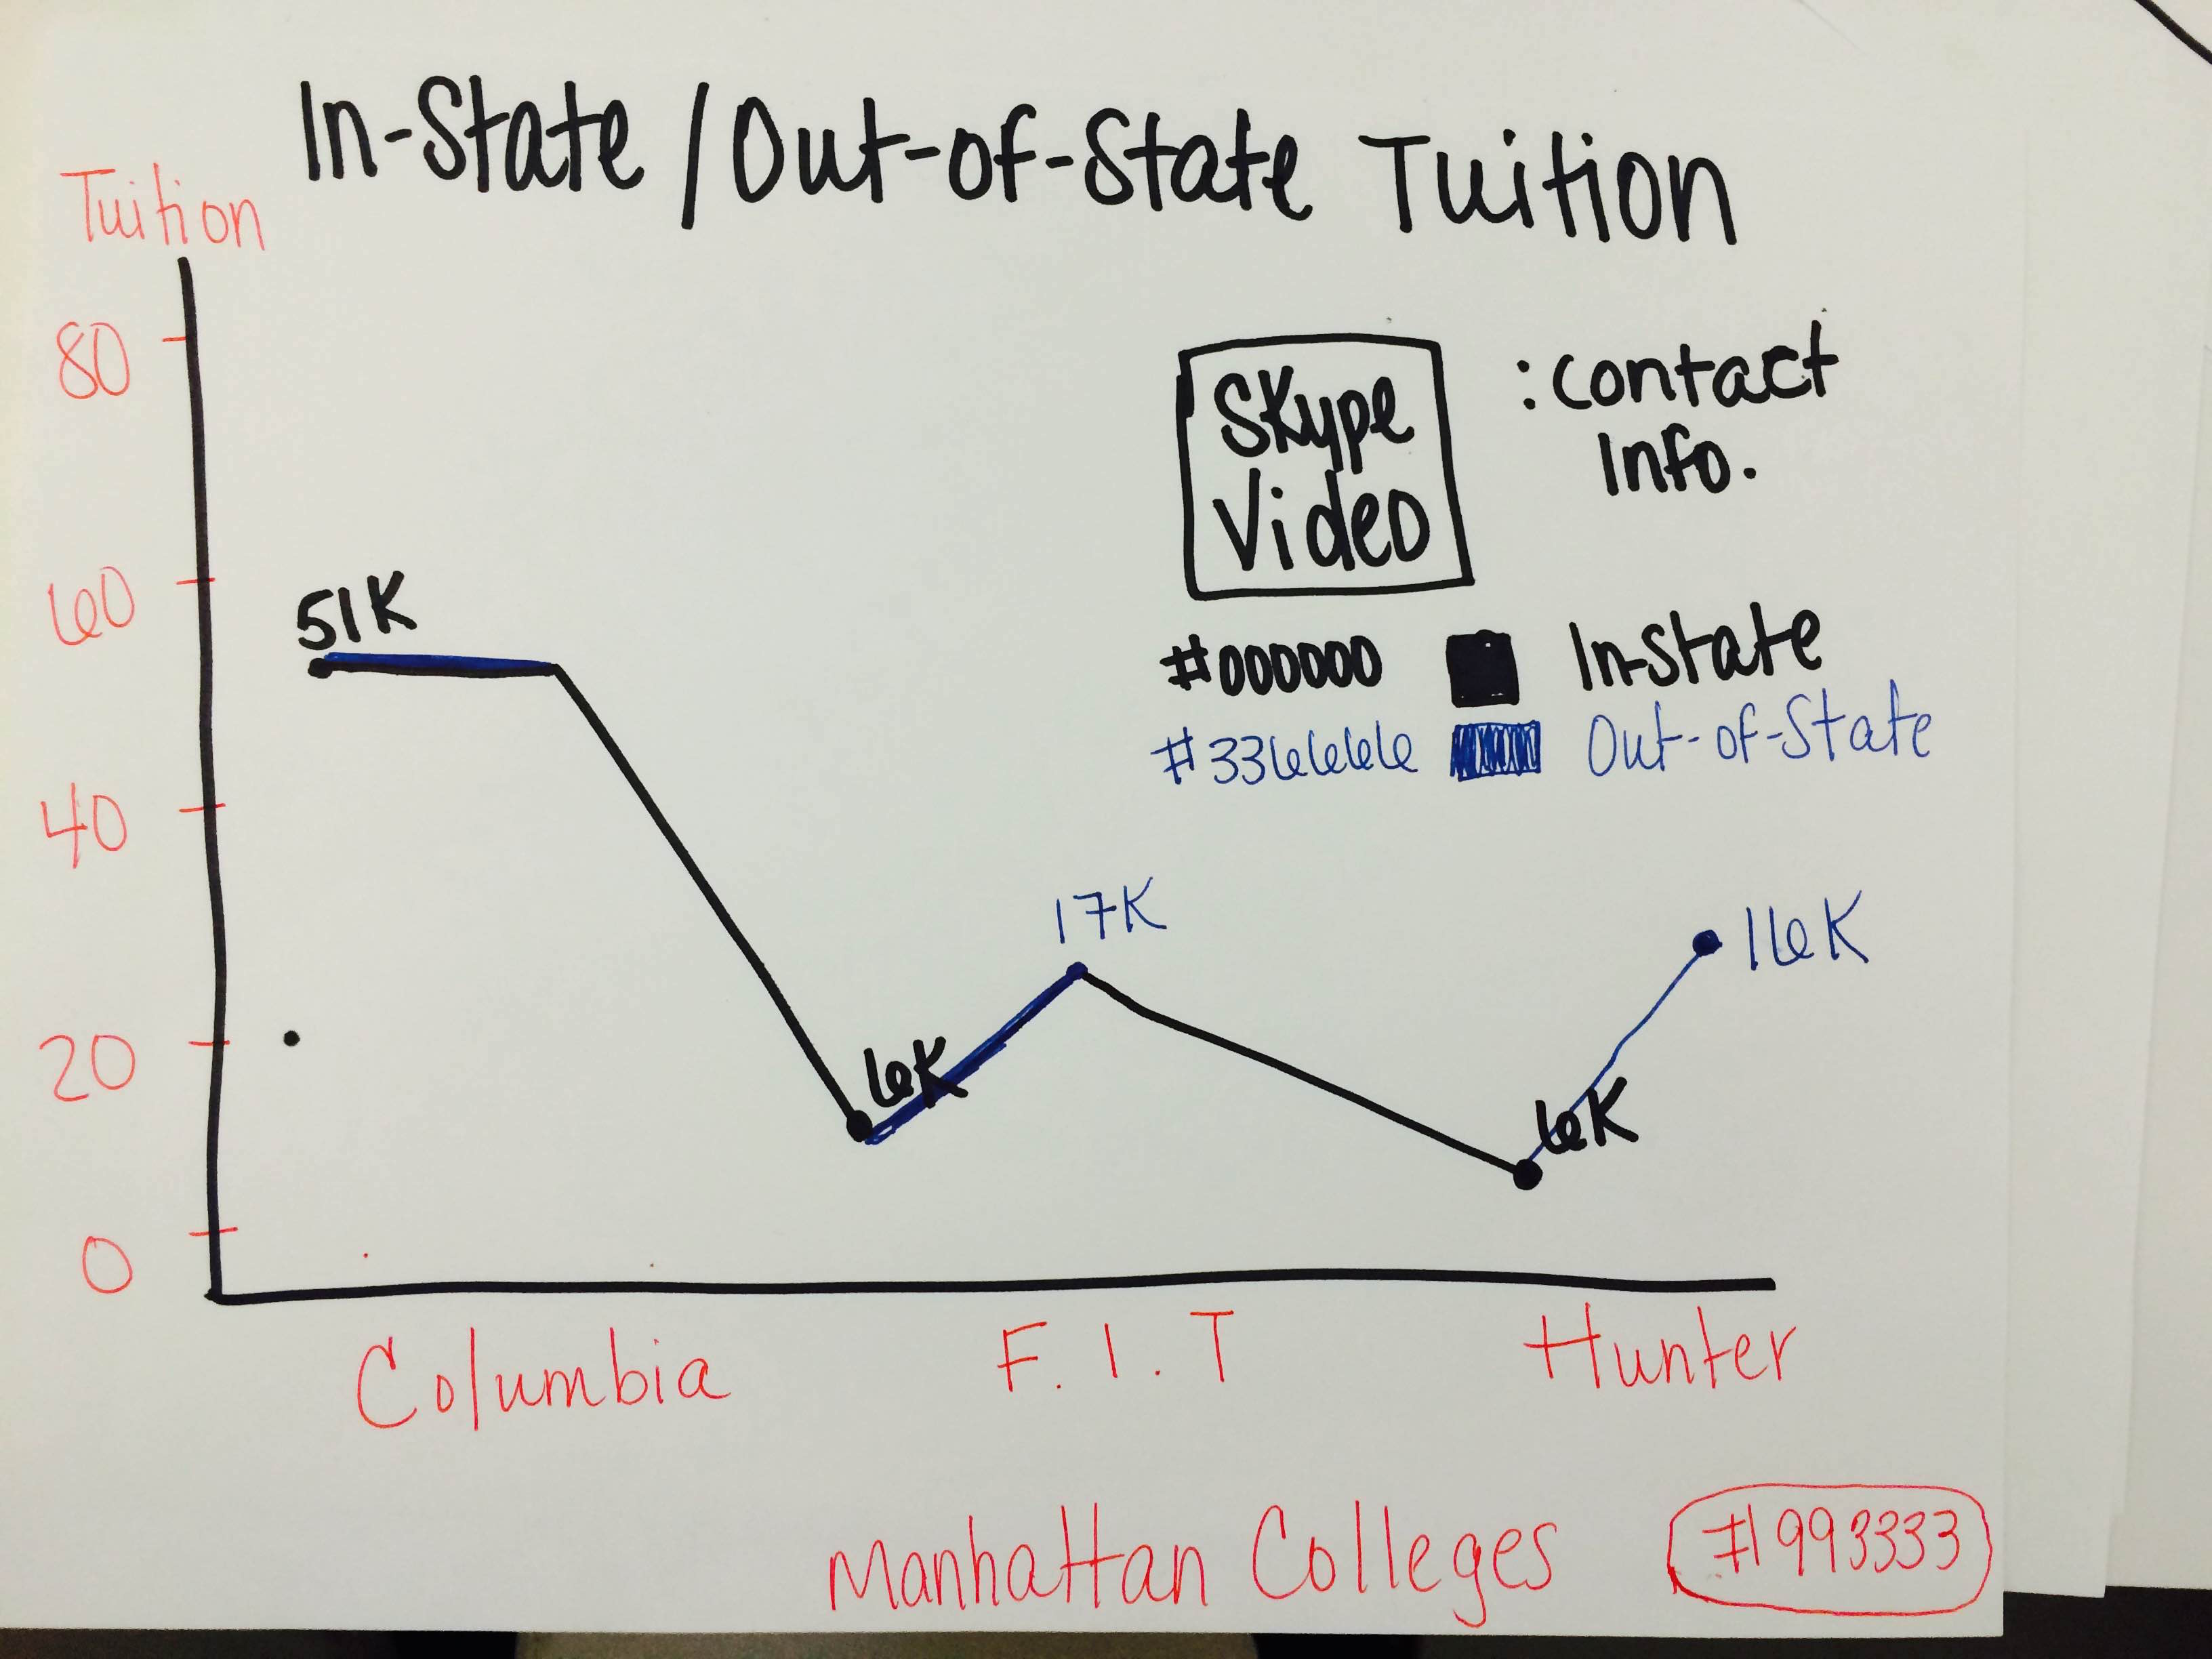 In-State / Out-of-State Tuition
Tuition
80
60
40
20
0
Skype
Video
: Contact
Info.
#000000 In-State
#336666 Out-of-State
51K
6K
17K
6K
16K
Columbia F. I. T Hunter
Manhattan Colleges #993333